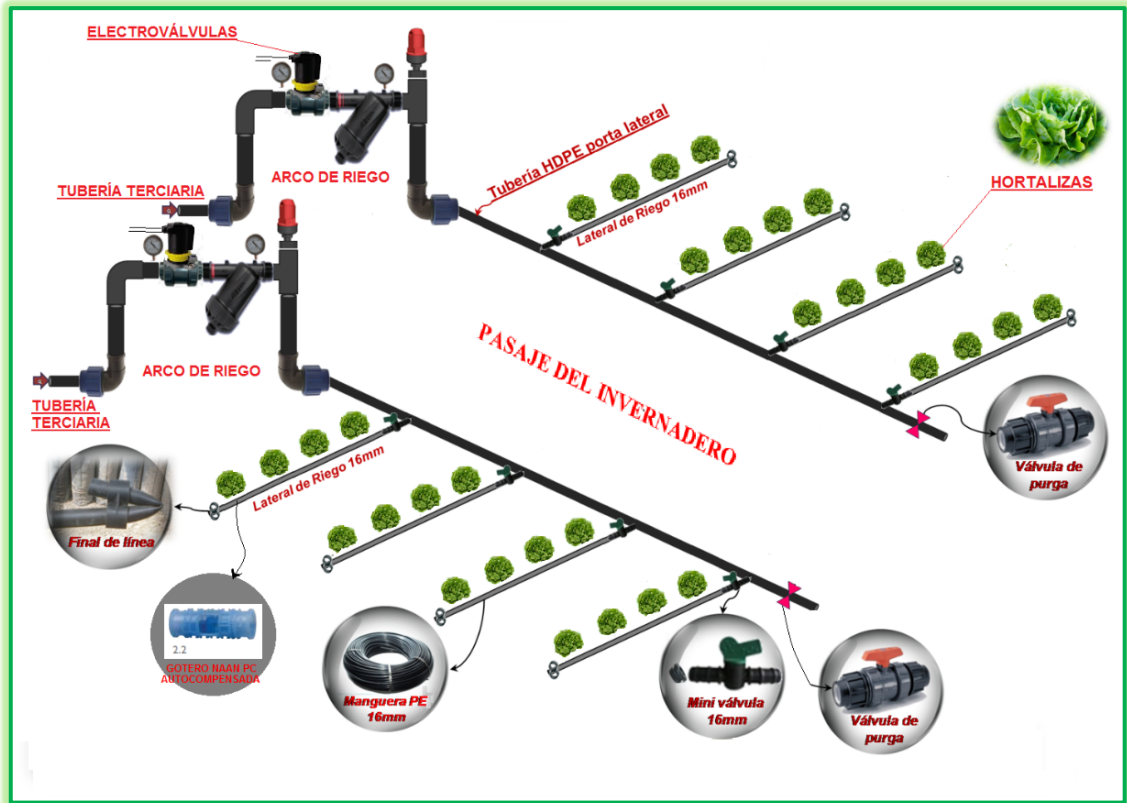 ELECTROVÁLVULAS
ARCO DE RIEGO
TUBERÍA TERCIARIA
Tubería HDPE porta lateral
Lateral de Riego 16mm
HORTALIZAS
ARCO DE RIEGO
TUBERÍA
TERCIARIA
PASAJE DEL INVERNADERO
Lateral de Riego 16mm
Válvula de
purga
Final de línea
2.2
GOTERO NAAN PC
AUTOCOMPENSADA
Manguera PE
16mm
Mini válvula
16mm
Válvula de
purga